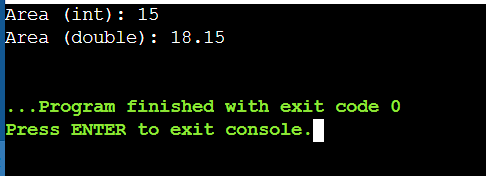 Area (int): 15
Area (double): 18.15
...Program finished with exit code 0
Press ENTER to exit console.